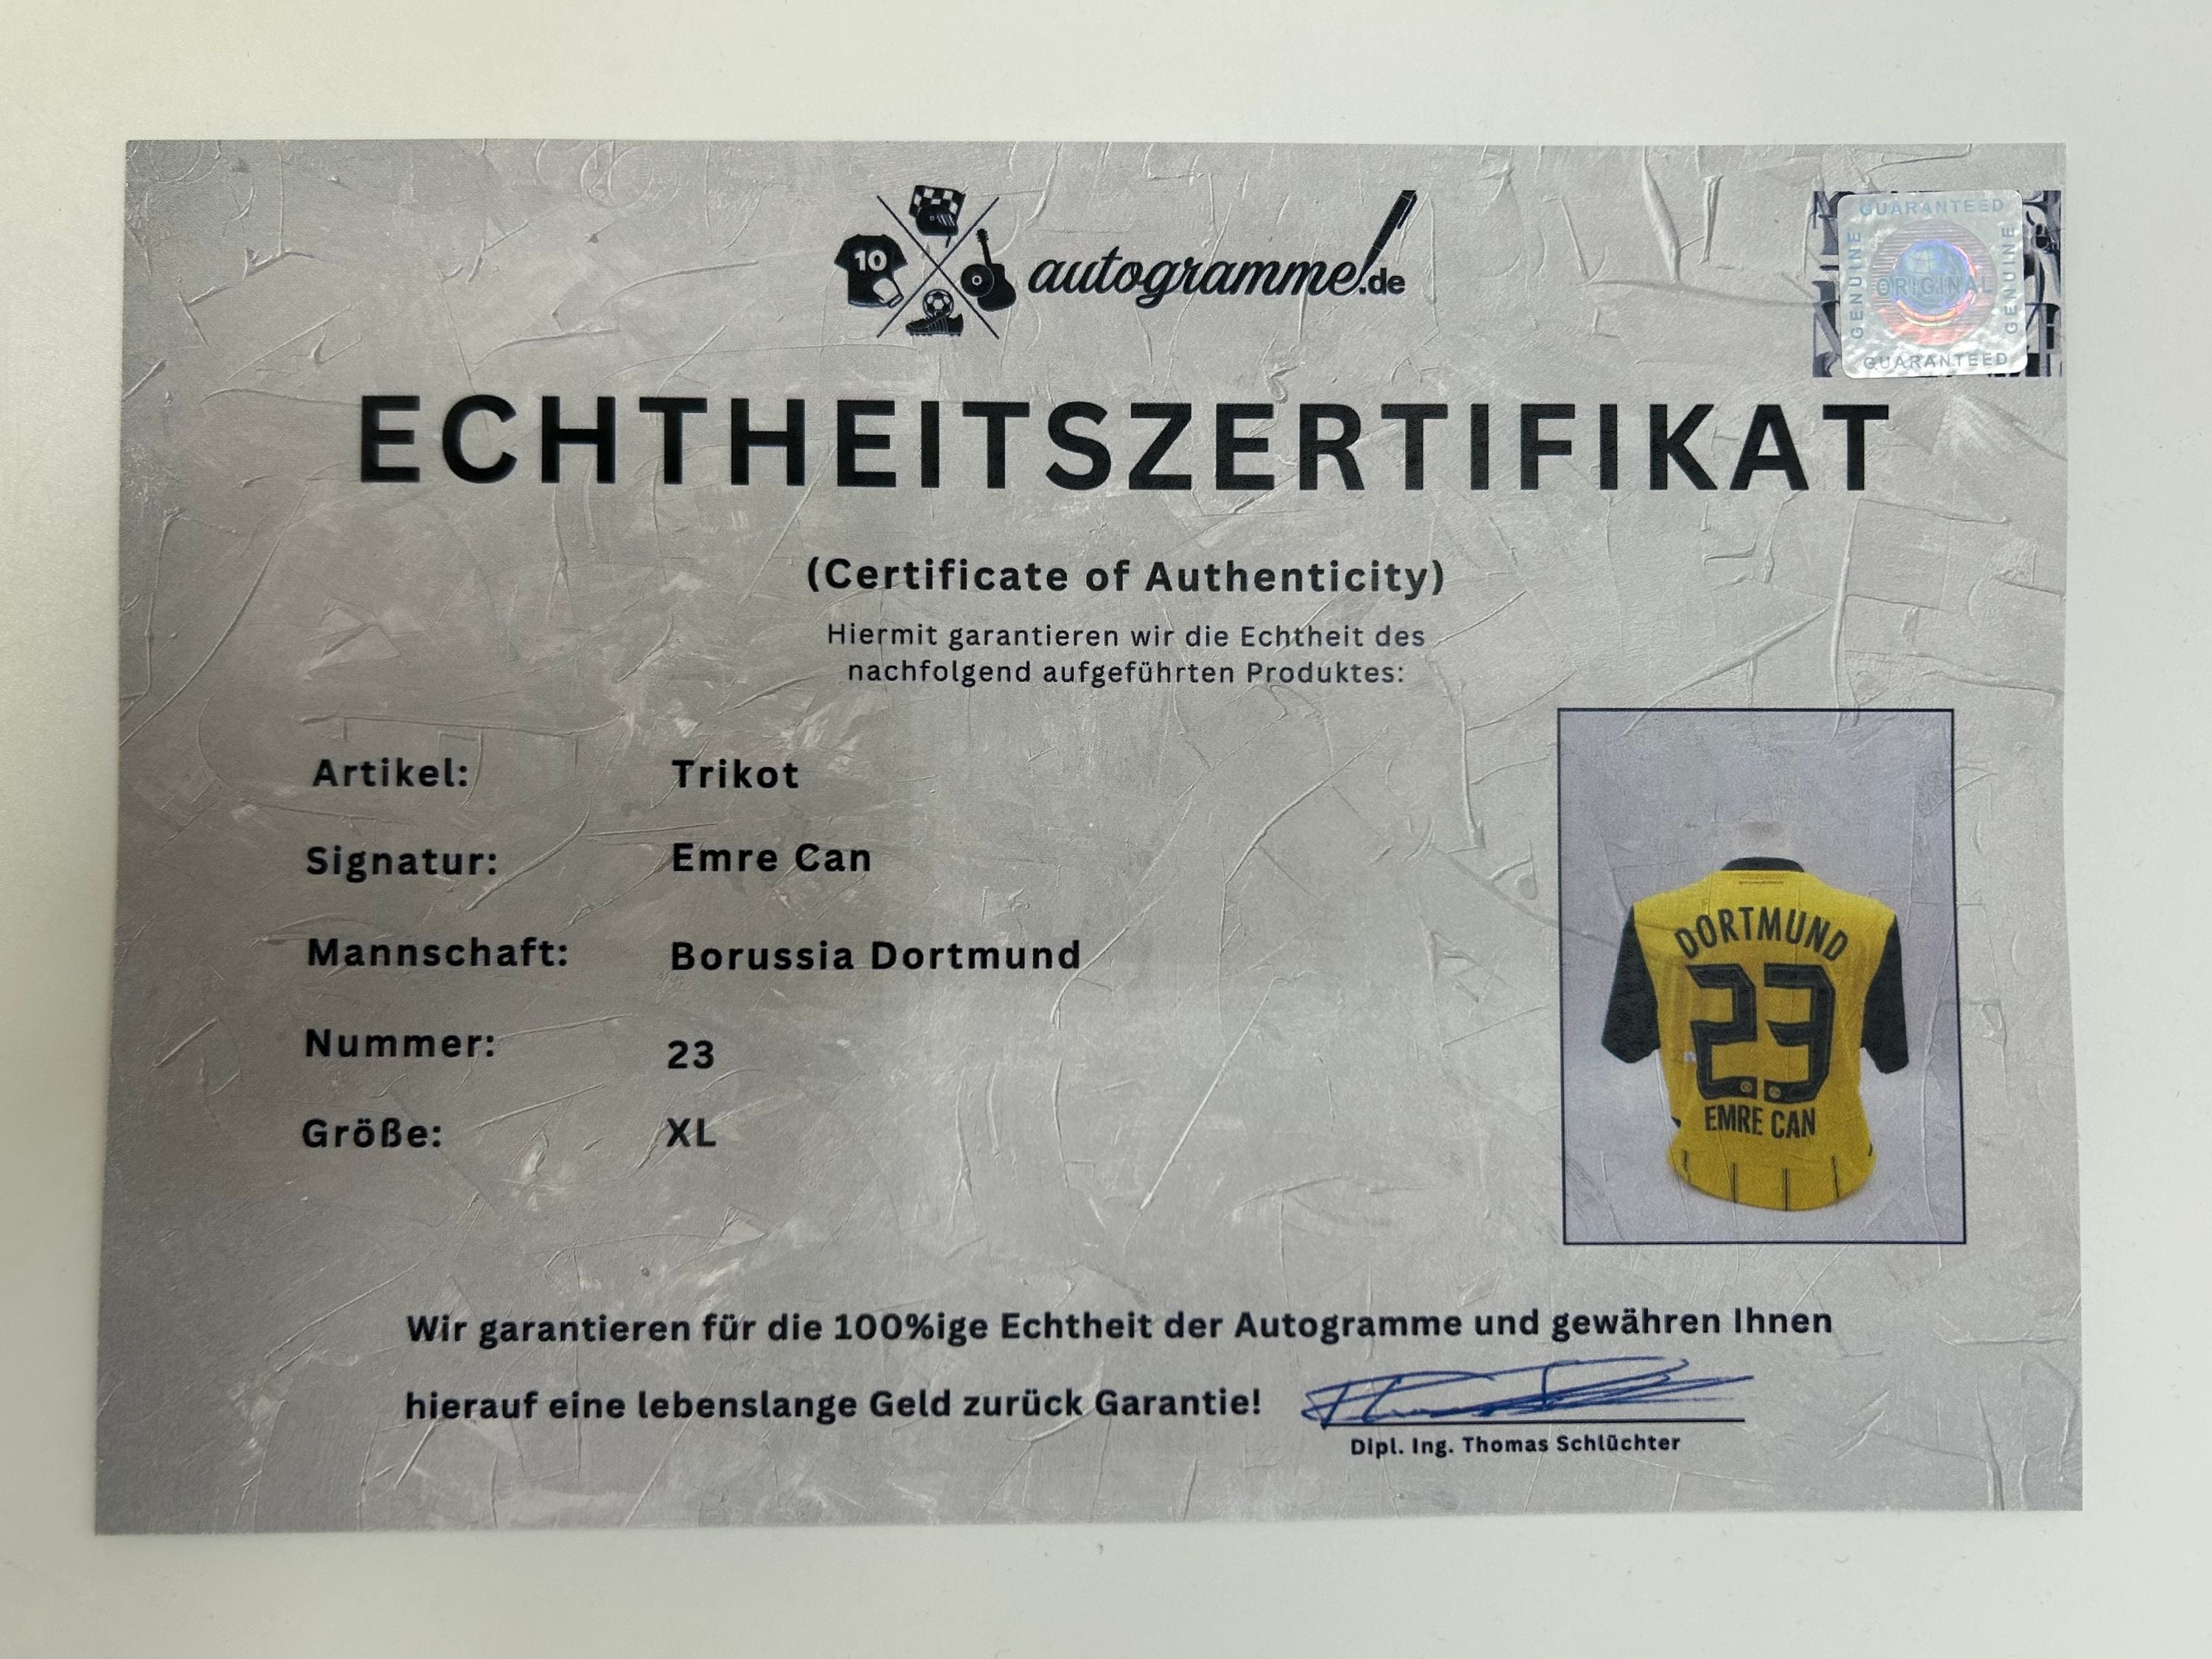 10
autogramme.de
GUARANTEED
GENUINE
ORIGINAL
GENUINE
GUARANTEED
ECHTHEITSZERTIFIKAT
(Certificate of Authenticity)
Hiermit garantieren wir die Echtheit des
nachfolgend aufgeführten Produktes:
Artikel: Trikot
Signatur: Emre Can
Mannschaft: Borussia Dortmund
Nummer: 23
Größe: XL
DORTMUND
23
EMRE CAN
Wir garantieren für die 100%ige Echtheit der Autogramme und gewähren Ihnen
hierauf eine lebenslange Geld zurück Garantie!
Dipl. Ing. Thomas Schlüchter